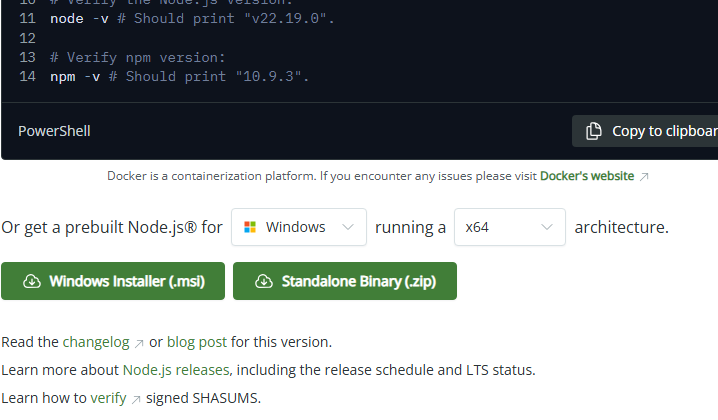 10 # Verify the Node.js version:
11 node -v # Should print "v22.19.0".
12
13 # Verify npm version:
14 npm -v # Should print "10.9.3".
PowerShell
Copy to clipboar
Docker is a containerization platform. If you encounter any issues please visit Docker's website
Or get a prebuilt Node.js® for Windows running a x64 architecture.
Windows Installer (.msi) Standalone Binary (.zip)
Read the changelog or blog post for this version.
Learn more about Node.js releases, including the release schedule and LTS status.
Learn how to verify signed SHASUMS.